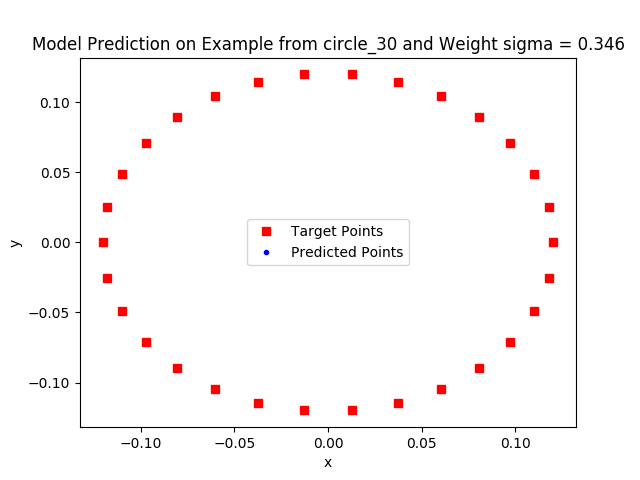 Model Prediction on Example from circle_30 and Weight sigma = 0.346
0.10
0.05
0.00
−0.05
−0.10
y
Target Points
Predicted Points
−0.10
−0.05
0.00
0.05
0.10
x